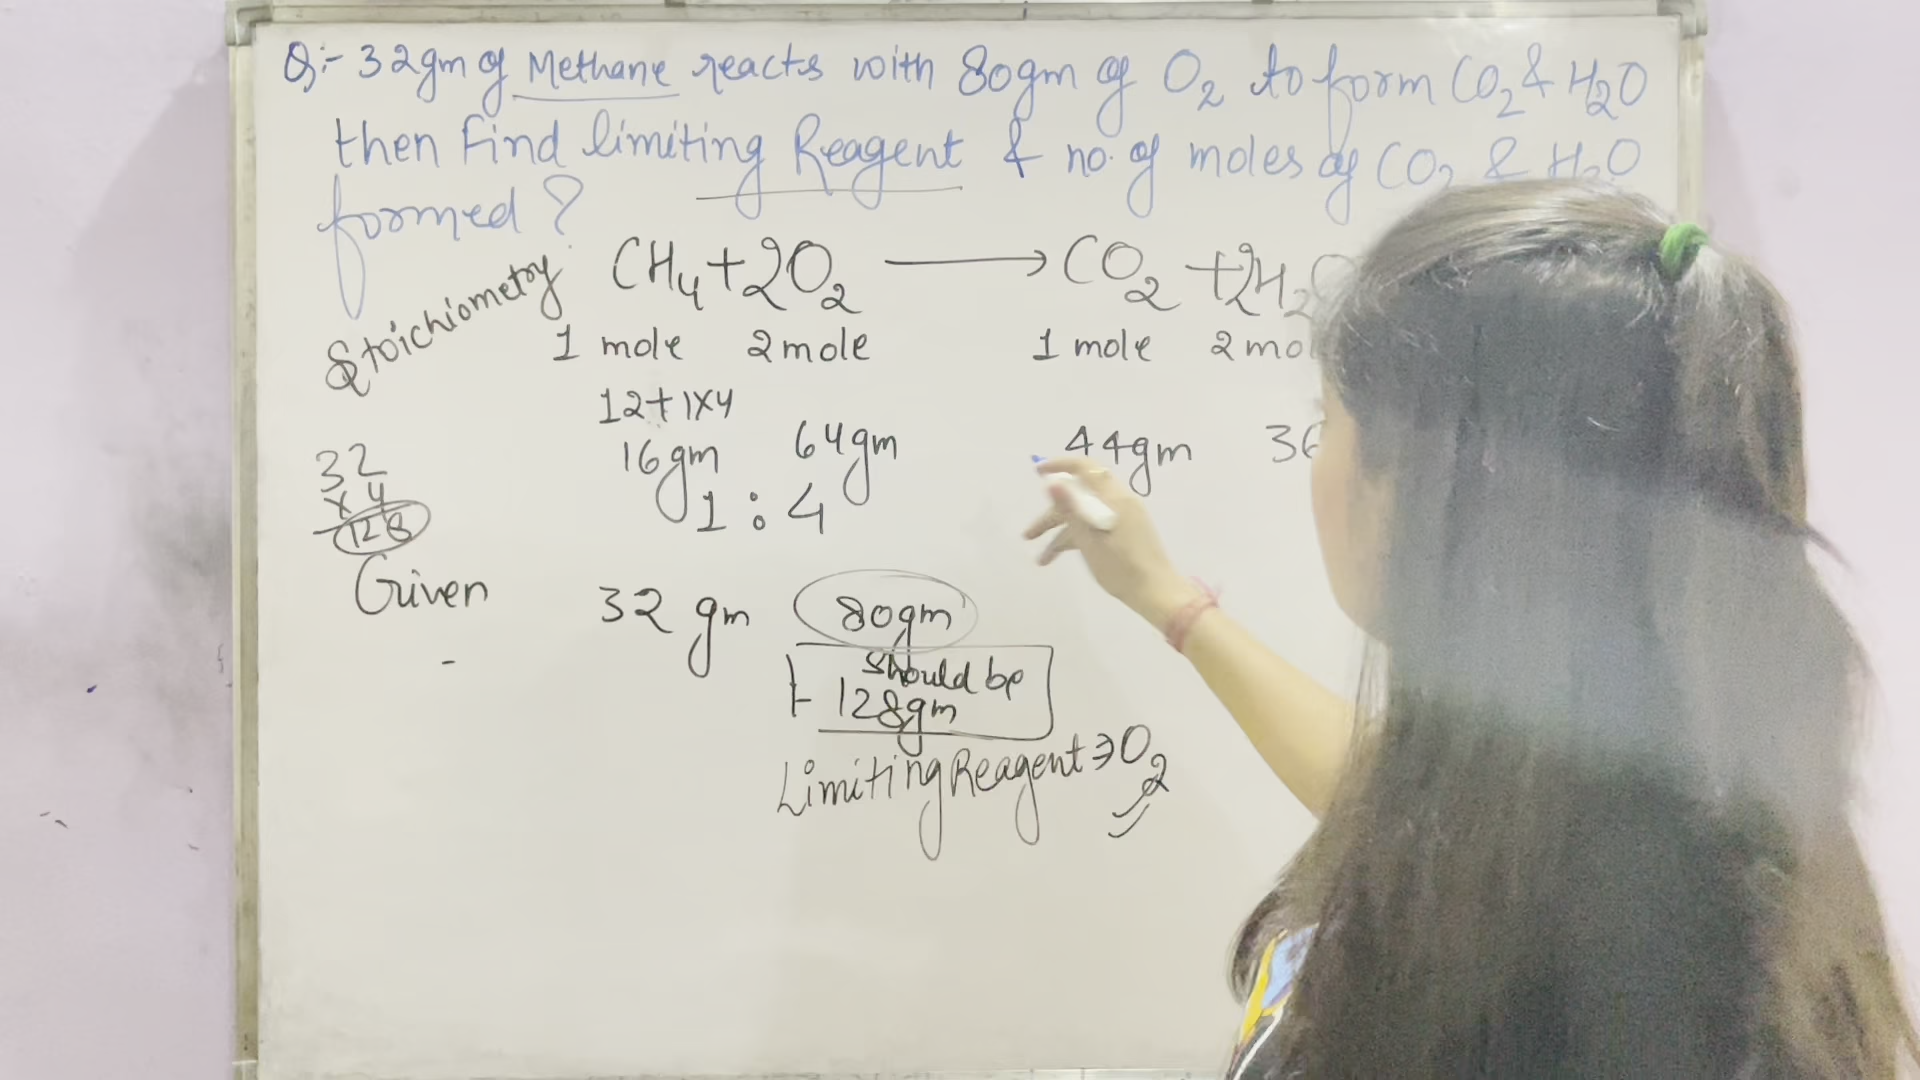 Q:- 32gm of Methane reacts with 80gm of O2 to form CO2 & H2O
then Find limiting Reagent & no. of moles of CO2 & H2O
formed?
Stoichiometry
CH4 + 2O2 → CO2 + 2H2
1 mole 2 mole 1 mole 2 mo
12+1×4
16gm 64gm 44gm 36
1 : 4
32
× 4
128
Given 32 gm 80gm
should be
128gm
Limiting Reagent ⇒ O2